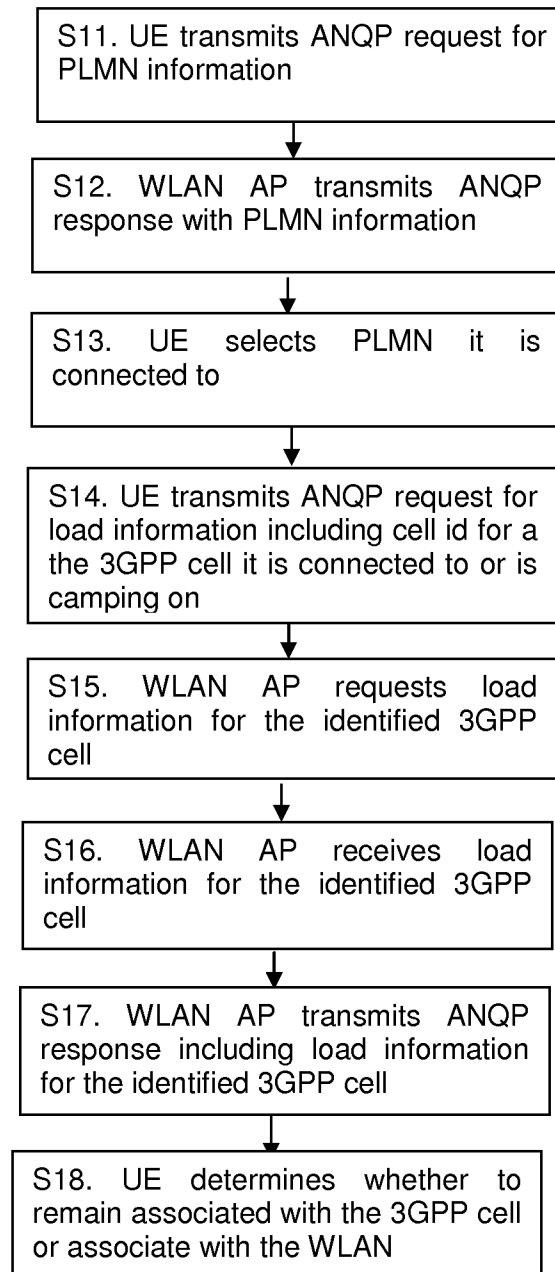 S11. UE transmits ANQP request for
PLMN information
S12. WLAN AP transmits ANQP
response with PLMN information
S13. UE selects PLMN it is
connected to
S14. UE transmits ANQP request for
load information including cell id for a
the 3GPP cell it is connected to or is
camping on
S15. WLAN AP requests load
information for the identified 3GPP
cell
S16. WLAN AP receives load
information for the identified 3GPP
cell
S17. WLAN AP transmits ANQP
response including load information
for the identified 3GPP cell
S18. UE determines whether to
remain associated with the 3GPP cell
or associate with the WLAN